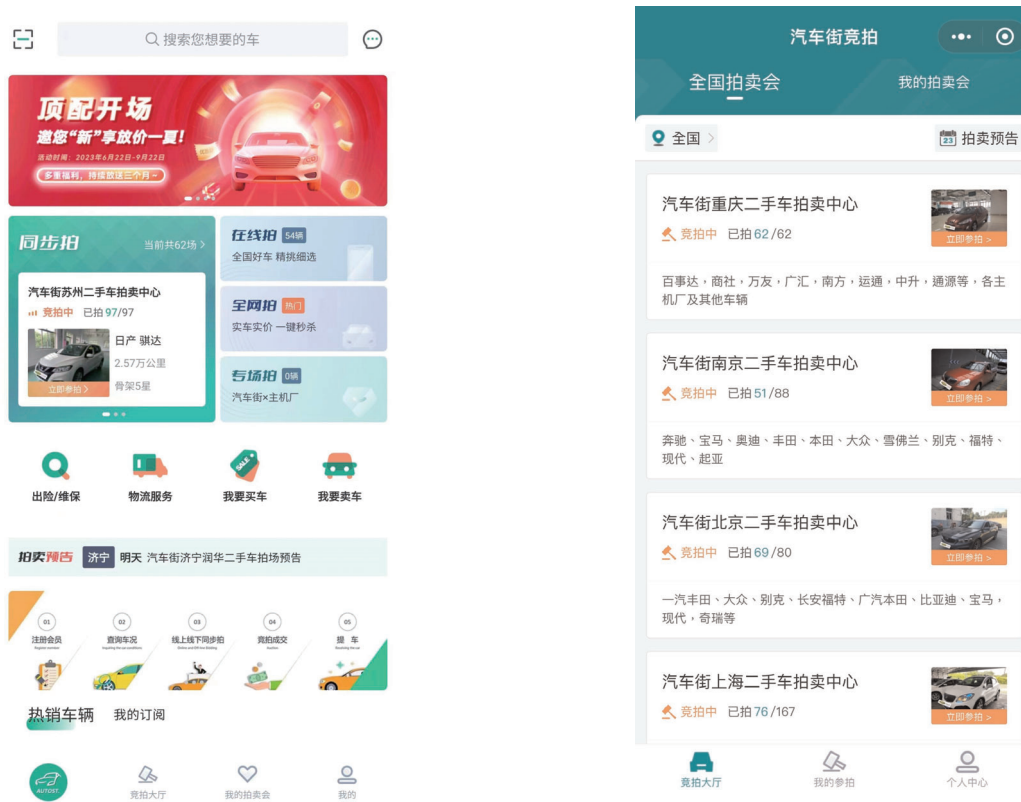 搜索您想要的车
顶配开场
邀您“新”享放价一夏!
活动时间：2023年6月22日-9月22日
多重福利，持续放送三个月~
同步拍
当前共62场
汽车街苏州二手车拍卖中心
竞拍中 已拍97/97
日产 骐达
2.57万公里
骨架5星
立即参拍>
在线拍 54辆
全国好车 精挑细选
全网拍 热门
实车实价 一键秒杀
专场拍 0辆
汽车街×主机厂
出险/维保
物流服务
我要买车
SALE
我要卖车
拍卖预告 济宁 明天 汽车街济宁润华二手车拍场预告
01
注册会员
Register member
02
查询车况
Inquiring the car conditions
03
线上线下同步拍
Online and Off-line Bidding
04
竞拍成交
Auction
05
提 车
Receiving the car
热销车辆 我的订阅
AUTOST.
竞拍大厅
我的拍卖会
我的
汽车街竞拍
全国拍卖会
我的拍卖会
全国
23
拍卖预告
汽车街重庆二手车拍卖中心
竞拍中 已拍62/62
立即参拍 >
百事达，商社，万友，广汇，南方，运通，中升，通源等，各主
机厂及其他车辆
汽车街南京二手车拍卖中心
竞拍中 已拍51/88
立即参拍 >
奔驰、宝马、奥迪、丰田、本田、大众、雪佛兰、别克、福特、
现代、起亚
汽车街北京二手车拍卖中心
竞拍中 已拍69/80
立即参拍 >
一汽丰田、大众、别克、长安福特、广汽本田、比亚迪、宝马，
现代，奇瑞等
汽车街上海二手车拍卖中心
竞拍中 已拍76/167
立即参拍 >
竞拍大厅
我的参拍
个人中心